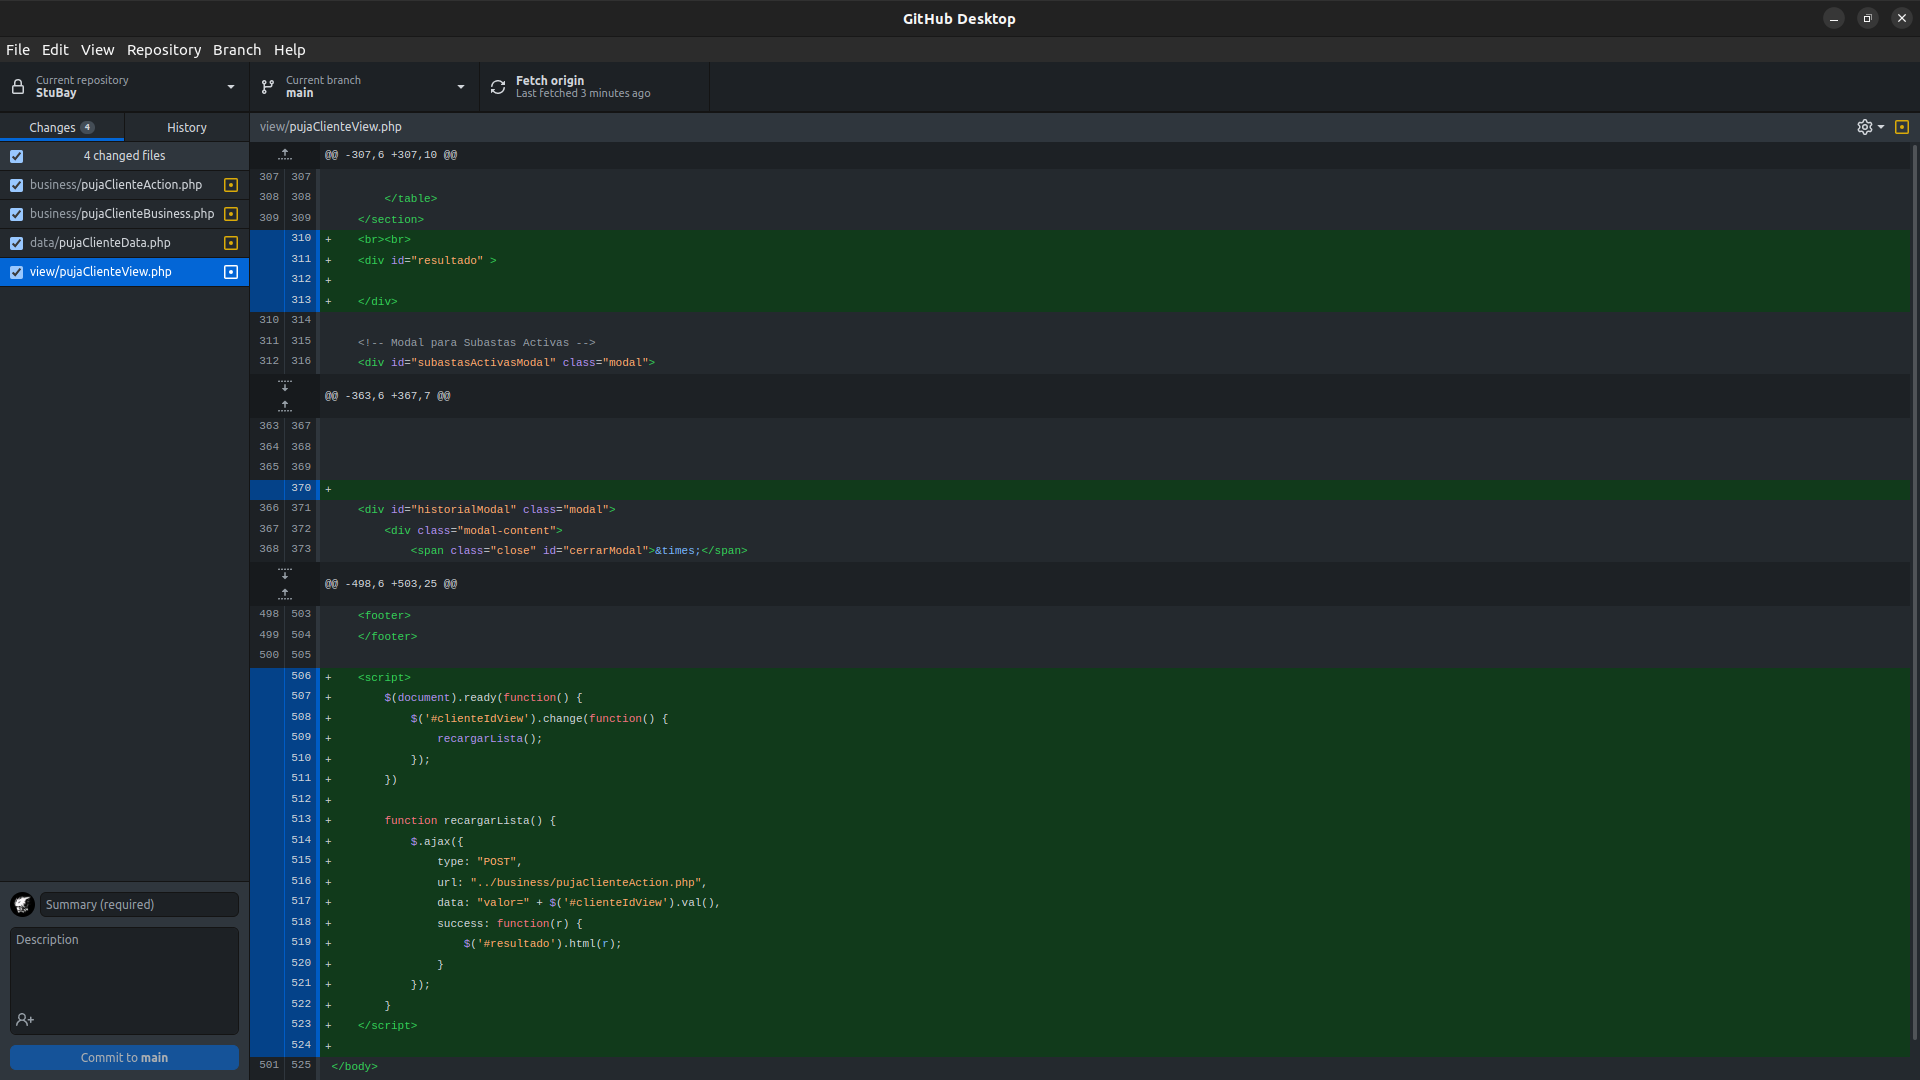 GitHub Desktop
File Edit View Repository Branch Help
Current repository
StuBay
Current branch
main
Fetch origin
Last fetched 3 minutes ago
Changes 4
History
4 changed files
business/pujaClienteAction.php
business/pujaClienteBusiness.php
data/pujaClienteData.php
view/pujaClienteView.php
Summary (required)
Description
Commit to main
view/pujaClienteView.php
@@ -307,6 +307,10 @@
307 307
308 308 </table>
309 309 </section>
310 + <br><br>
311 + <div id="resultado" >
312 +
313 + </div>
310 314
311 315 <!-- Modal para Subastas Activas -->
312 316 <div id="subastasActivasModal" class="modal">
@@ -363,6 +367,7 @@
363 367
364 368
365 369
370 +
366 371 <div id="historialModal" class="modal">
367 372 <div class="modal-content">
368 373 <span class="close" id="cerrarModal">&times;</span>
@@ -498,6 +503,25 @@
498 503 <footer>
499 504 </footer>
500 505
506 + <script>
507 + $(document).ready(function() {
508 + $('#clienteIdView').change(function() {
509 + recargarLista();
510 + });
511 + })
512 +
513 + function recargarLista() {
514 + $.ajax({
515 + type: "POST",
516 + url: "../business/pujaClienteAction.php",
517 + data: "valor=" + $('#clienteIdView').val(),
518 + success: function(r) {
519 + $('#resultado').html(r);
520 + }
521 + });
522 + }
523 + </script>
524 +
501 525 </body>